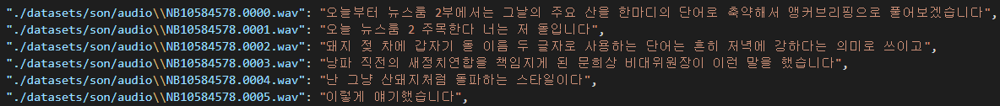 "./datasets/son/audio\\NB10584578.0000.wav": "오늘부터 뉴스룸 2부에서는 그날의 주요 산을 한마디의 단어로 축약해서 앵커브리핑으로 풀어보겠습니다",
"./datasets/son/audio\\NB10584578.0001.wav": "오늘 뉴스룸 2 주목한다 너는 저 돌입니다",
"./datasets/son/audio\\NB10584578.0002.wav": "돼지 젖 차에 갑자기 돌 이름 두 글자로 사용하는 단어는 흔히 저녁에 강하다는 의미로 쓰이고",
"./datasets/son/audio\\NB10584578.0003.wav": "낭파 직전의 새정치연합을 책임지게 된 문희상 비대위원장이 이런 말을 했습니다",
"./datasets/son/audio\\NB10584578.0004.wav": "난 그냥 산돼지처럼 돌파하는 스타일이다",
"./datasets/son/audio\\NB10584578.0005.wav": "이렇게 얘기했습니다",